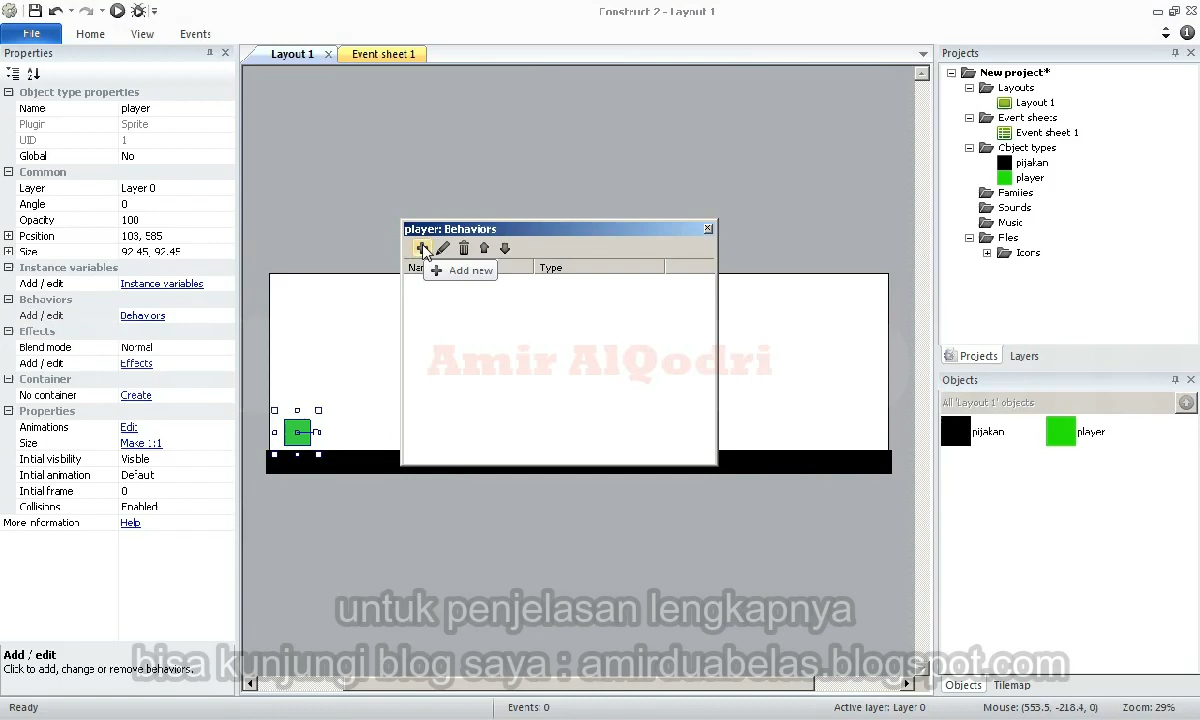 Construct 2 - Layout 1
File
Home
View
Events
Properties
Object type properties
Name player
Plugin Sprite
UID 1
Global No
Common
Layer Layer 0
Angle 0
Opacity 100
Position 103, 585
Size 92.45, 92.45
Instance variables
Add / edit Instance variables
Behaviors
Add / edit Behaviors
Effects
Blend mode Normal
Add / edit Effects
Container
No container Create
Properties
Animations Edit
Size Make 1:1
Initial visibility Visible
Initial animation Default
Initial frame 0
Collisions Enabled
More information Help
Add / edit
Click to add, change or remove behaviors.
Layout 1
Event sheet 1
player: Behaviors
Type
Add new
Amir AlQodri
untuk penjelasan lengkapnya
bisa kunjungi blog saya : amirduabelas.blogspot.com
Projects
New project*
Layouts
Layout 1
Event sheets
Event sheet 1
Object types
pijakan
player
Families
Sounds
Music
Files
Icons
Projects
Layers
Objects
All 'Layout 1' objects
pijakan
player
Objects
Tilemap
Ready
Events: 0
Active layer: Layer 0
Mouse: (553.5, -218.4, 0)
Zoom: 29%